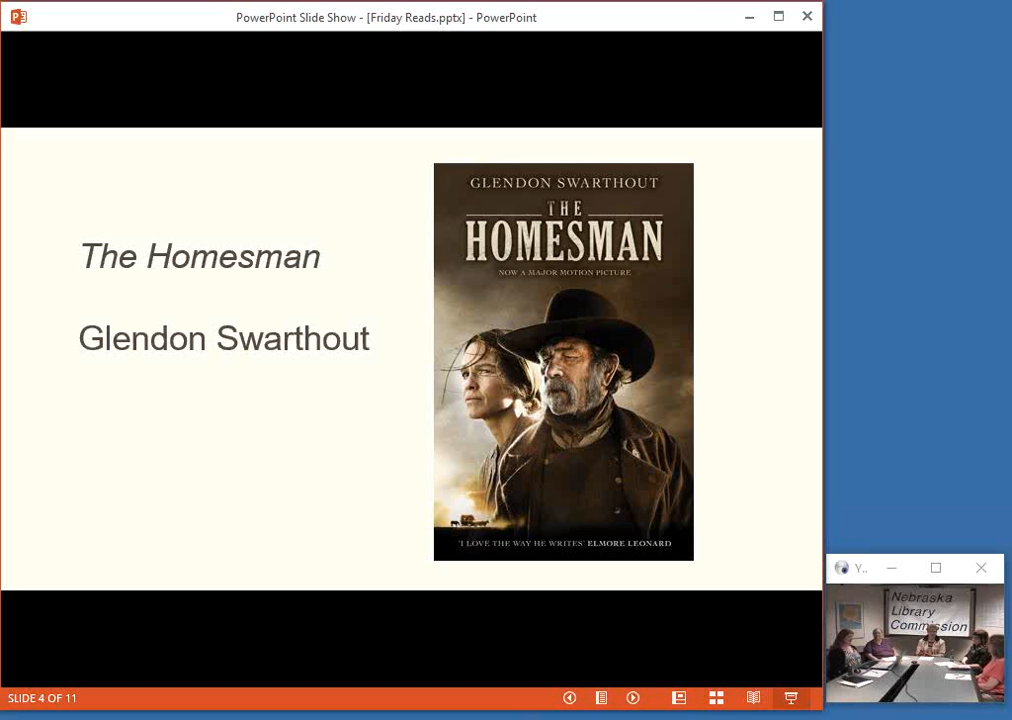 PowerPoint Slide Show - [Friday Reads.pptx] - PowerPoint
The Homesman
Glendon Swarthout
GLENDON SWARTHOUT
THE
HOMESMAN
NOW A MAJOR MOTION PICTURE
'I LOVE THE WAY HE WRITES' ELMORE LEONARD
Y..
Nebraska
Library
Commission
SLIDE 4 OF 11